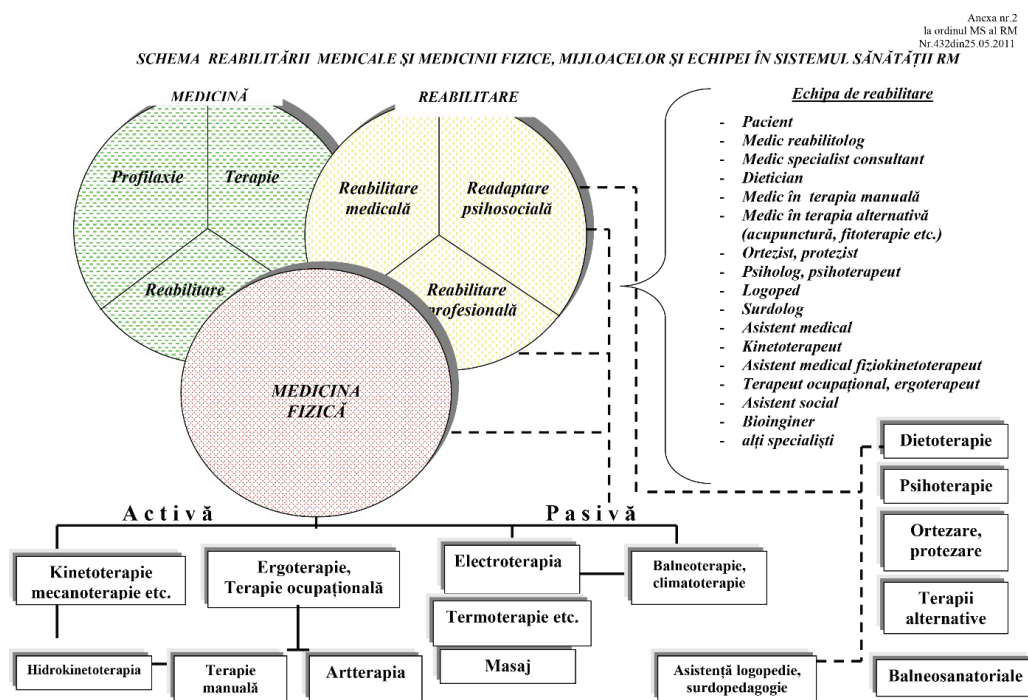 Anexa nr.2
la ordinul MS al RM
Nr.432din25.05.2011
SCHEMA REABILITĂRII MEDICALE ȘI MEDICINII FIZICE, MIJLOACELOR ȘI ECHIPEI ÎN SISTEMUL SĂNĂTĂȚII RM
MEDICINĂ
REABILITARE
Profilaxie
Terapie
Reabilitare
Reabilitare
medicală
Readaptare
psihosocială
Reabilitare
profesională
MEDICINA
FIZICĂ
Echipa de reabilitare
- Pacient
- Medic reabilitolog
- Medic specialist consultant
- Dietician
- Medic în terapia manuală
- Medic în terapia alternativă
(acupunctură, fitoterapie etc.)
- Ortezist, protezist
- Psiholog, psihoterapeut
- Logoped
- Surdolog
- Asistent medical
- Kinetoterapeut
- Asistent medical fiziokinetoterapeut
- Terapeut ocupațional, ergoterapeut
- Asistent social
- Bioinginer
- alți specialiști
Activă
Pasivă
Kinetoterapie
mecanoterapie etc.
Ergoterapie,
Terapie ocupațională
Electroterapia
Balneoterapie,
climatoterapie
Termoterapie etc.
Hidrokinetoterapia
Terapie
manuală
Artterapia
Masaj
Asistență logopedie,
surdopedagogie
Dietoterapie
Psihoterapie
Ortezare,
protezare
Terapii
alternative
Balneosanatoriale